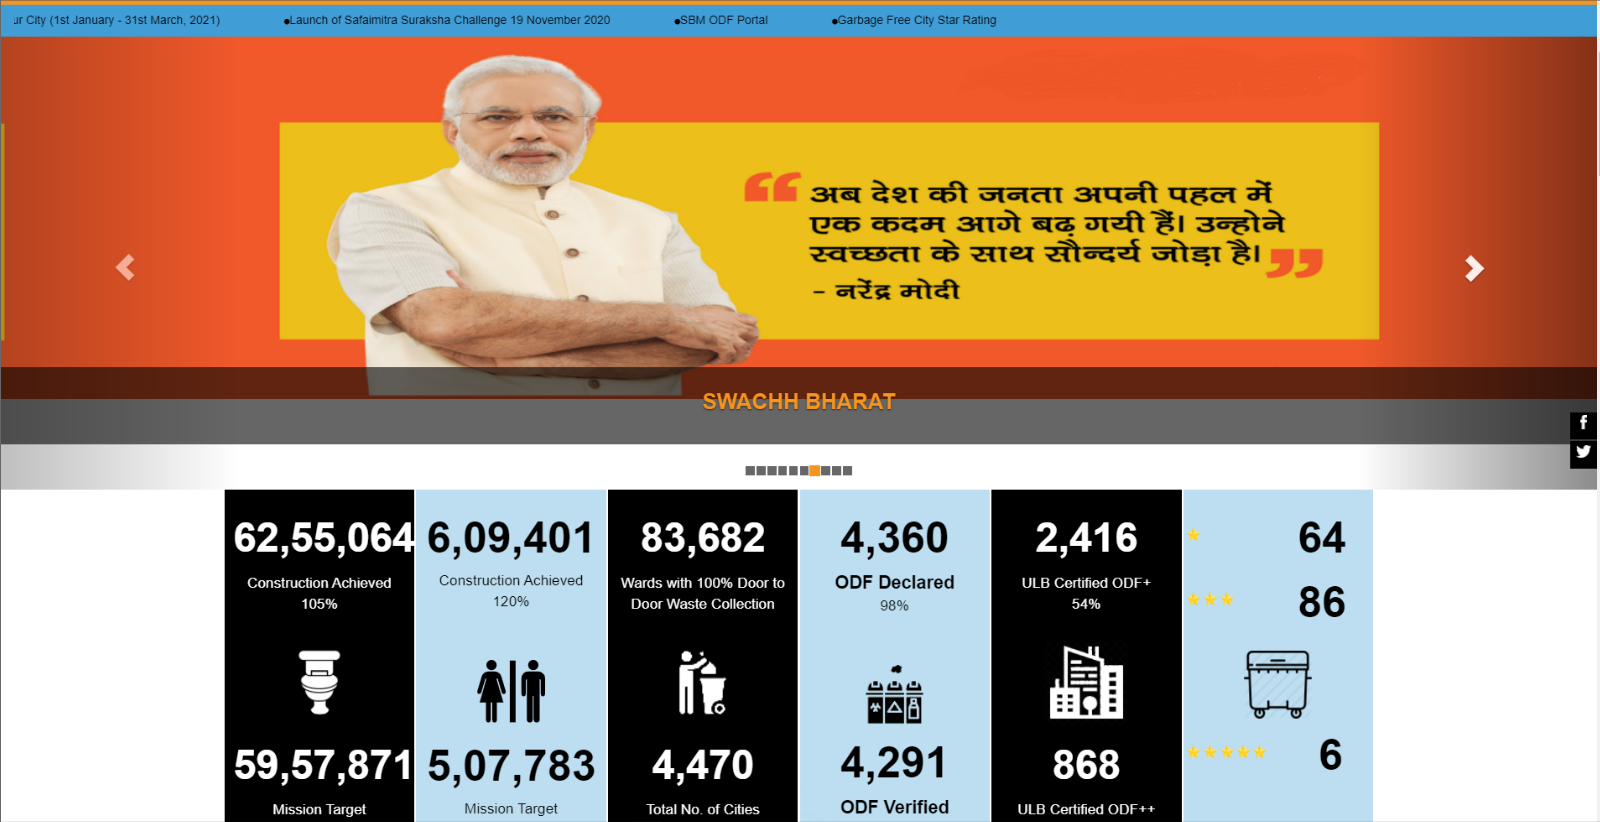 ur City (1st January - 31st March, 2021) ●Launch of Safaimitra Suraksha Challenge 19 November 2020 ●SBM ODF Portal ●Garbage Free City Star Rating
“ अब देश की जनता अपनी पहल में
एक कदम आगे बढ़ गयी हैं। उन्होने
स्वच्छता के साथ सौन्दर्य जोड़ा है। ”
- नरेंद्र मोदी
SWACHH BHARAT
62,55,064
Construction Achieved
105%
59,57,871
Mission Target
6,09,401
Construction Achieved
120%
5,07,783
Mission Target
83,682
Wards with 100% Door to
Door Waste Collection
4,470
Total No. of Cities
4,360
ODF Declared
98%
4,291
ODF Verified
2,416
ULB Certified ODF+
54%
868
ULB Certified ODF++
64
86
6